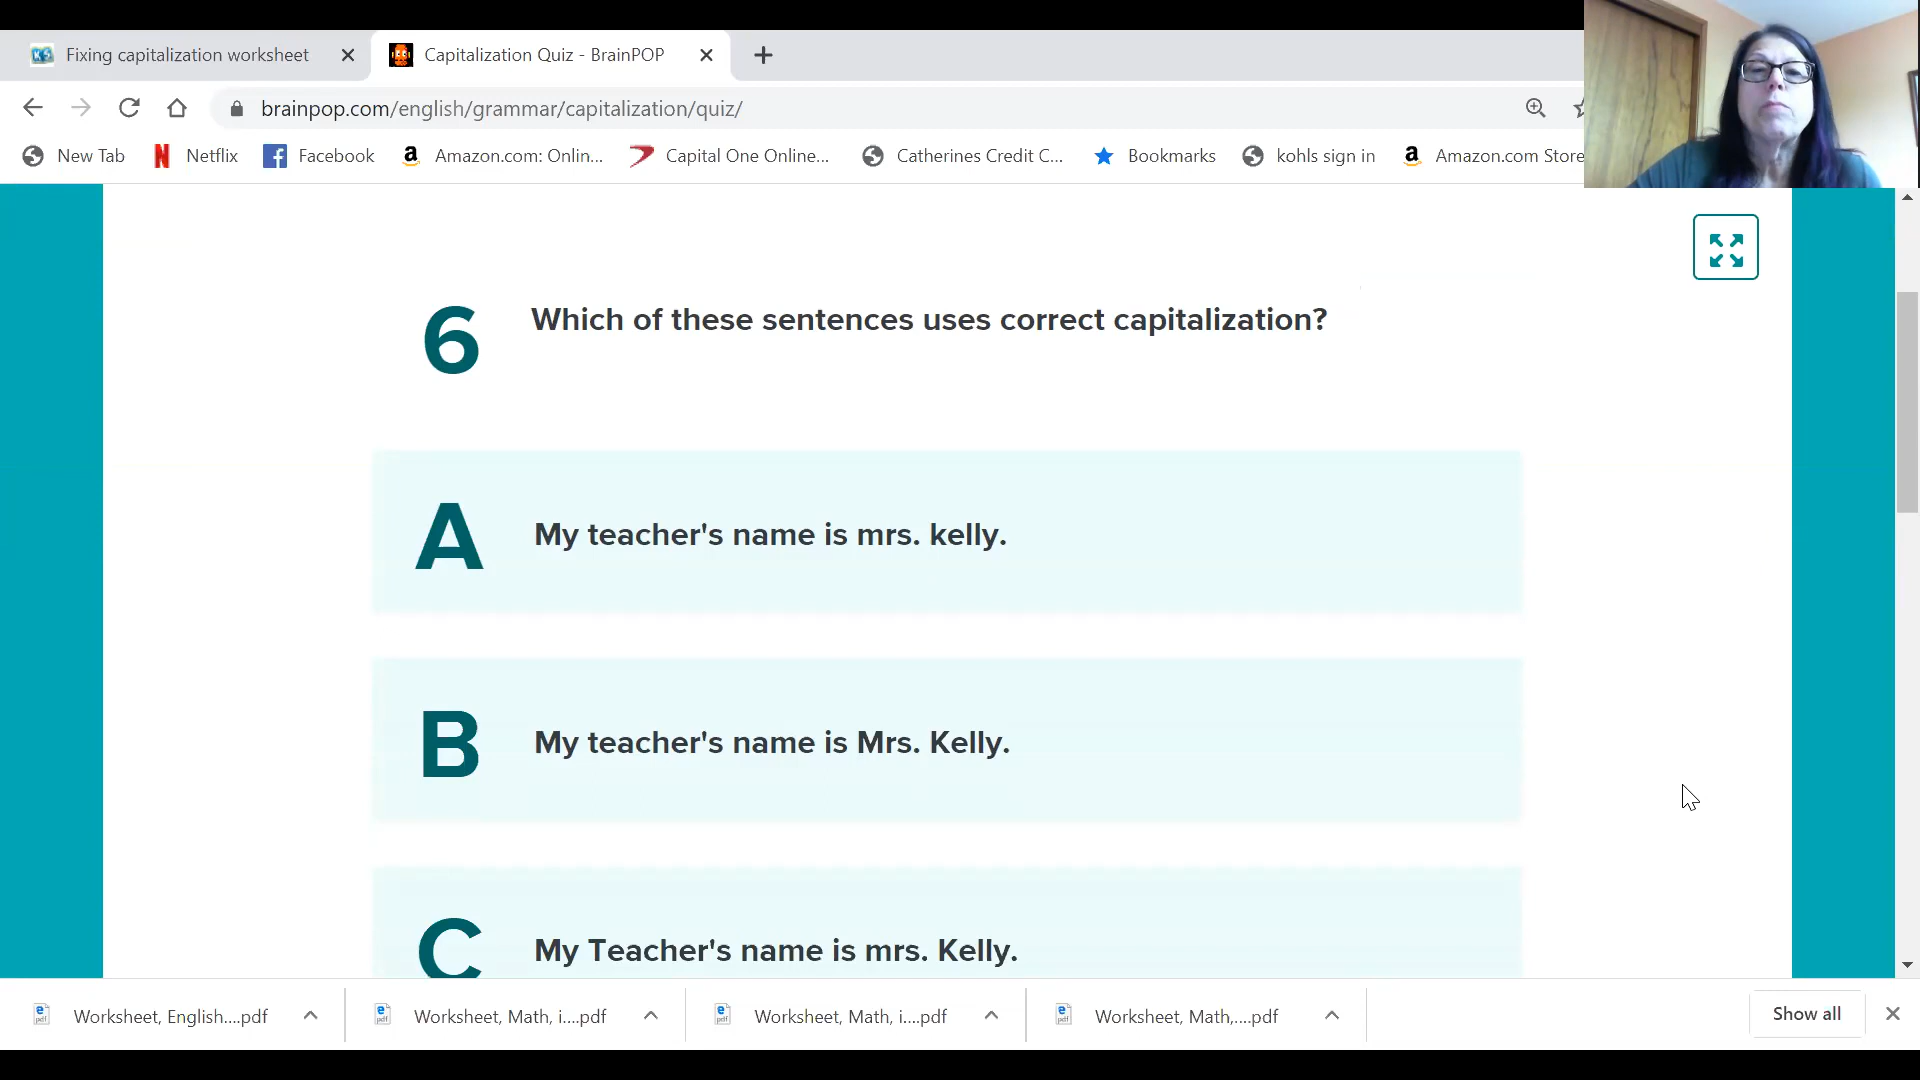 Fixing capitalization worksheet
Capitalization Quiz - BrainPOP
brainpop.com/english/grammar/capitalization/quiz/
New Tab
N Netflix
f Facebook
a Amazon.com: Onlin...
Capital One Online...
Catherines Credit C...
Bookmarks
kohls sign in
a Amazon.com Store
6 Which of these sentences uses correct capitalization?
A My teacher's name is mrs. kelly.
B My teacher's name is Mrs. Kelly.
C My Teacher's name is mrs. Kelly.
Worksheet, English....pdf
Worksheet, Math, i....pdf
Worksheet, Math, i....pdf
Worksheet, Math,....pdf
Show all